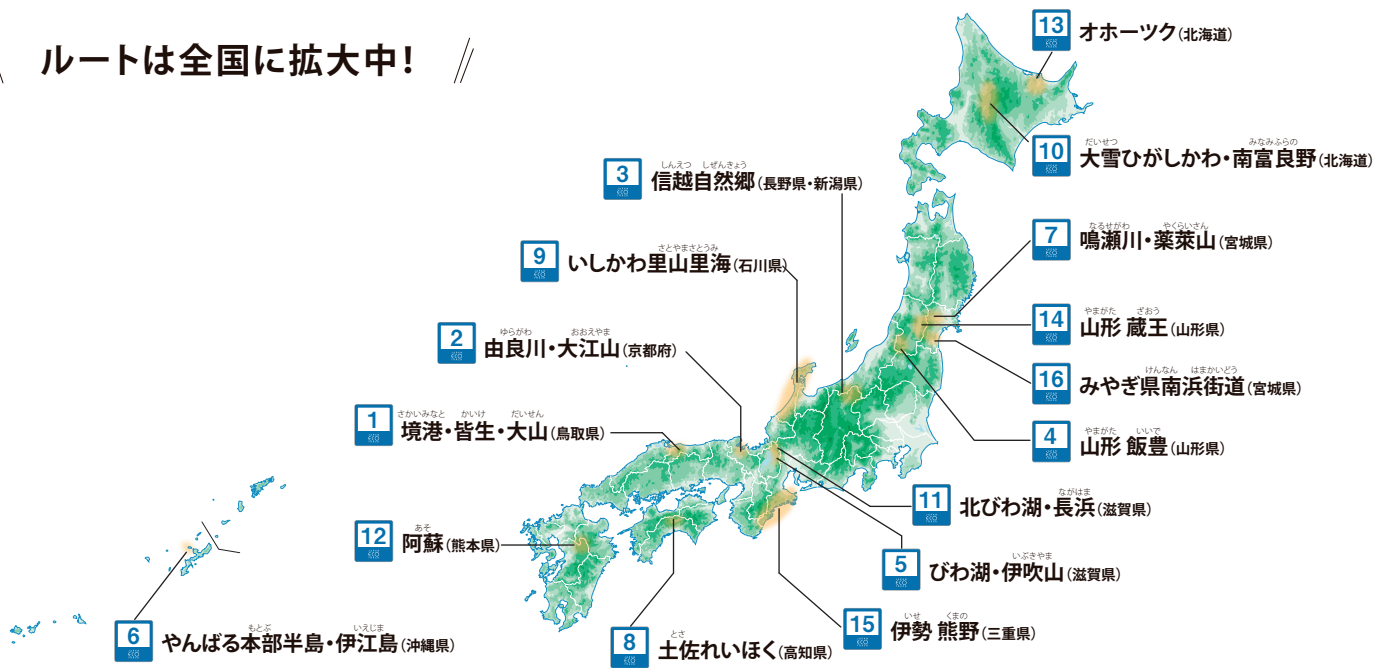 ルートは全国に拡大中！
13 オホーツク（北海道）
だいせつ みなみふらの
10 大雪ひがしかわ・南富良野（北海道）
しんえつ しぜんきょう
3 信越自然郷（長野県・新潟県）
なるせがわ やくらいさん
7 鳴瀬川・薬莱山（宮城県）
さとやまさとうみ
9 いしかわ里山里海（石川県）
やまがた ざおう
14 山形 蔵王（山形県）
ゆらがわ おおえやま
2 由良川・大江山（京都府）
けんなん はまかいどう
16 みやぎ県南浜街道（宮城県）
さかいみなと かいけ だいせん
1 境港・皆生・大山（鳥取県）
やまがた いいで
4 山形 飯豊（山形県）
ながはま
11 北びわ湖・長浜（滋賀県）
あそ
12 阿蘇（熊本県）
いぶきやま
5 びわ湖・伊吹山（滋賀県）
もとぶ いえじま
6 やんばる本部半島・伊江島（沖縄県）
とさ
8 土佐れいほく（高知県）
いせ くまの
15 伊勢 熊野（三重県）